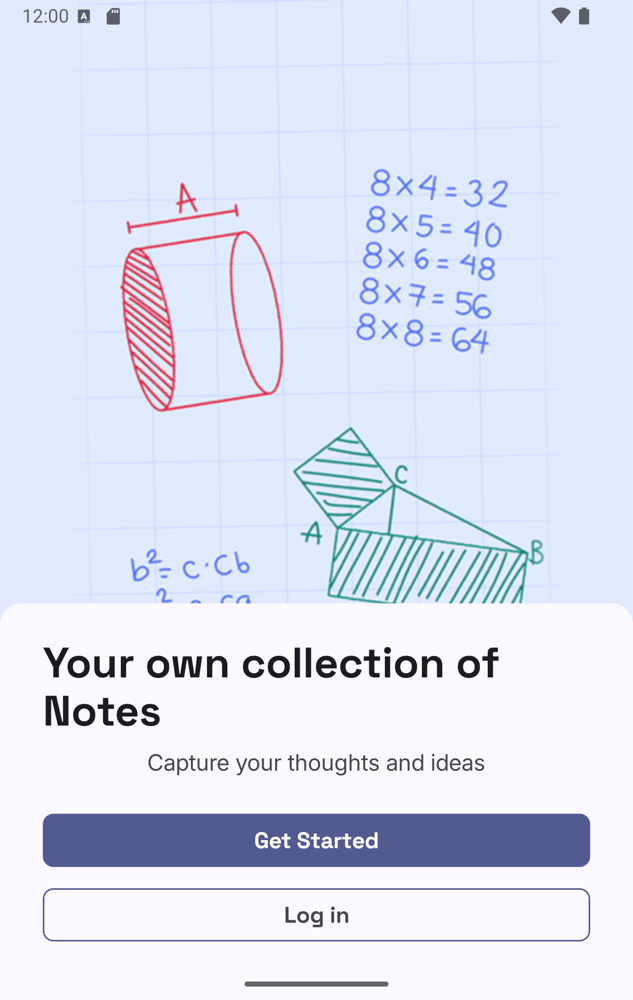 12:00
A
A
8×4=32
8×5=40
8×6=48
8×7=56
8×8=64
C
A
B
b²=c·Cb
Your own collection of
Notes
Capture your thoughts and ideas
Get Started
Log in